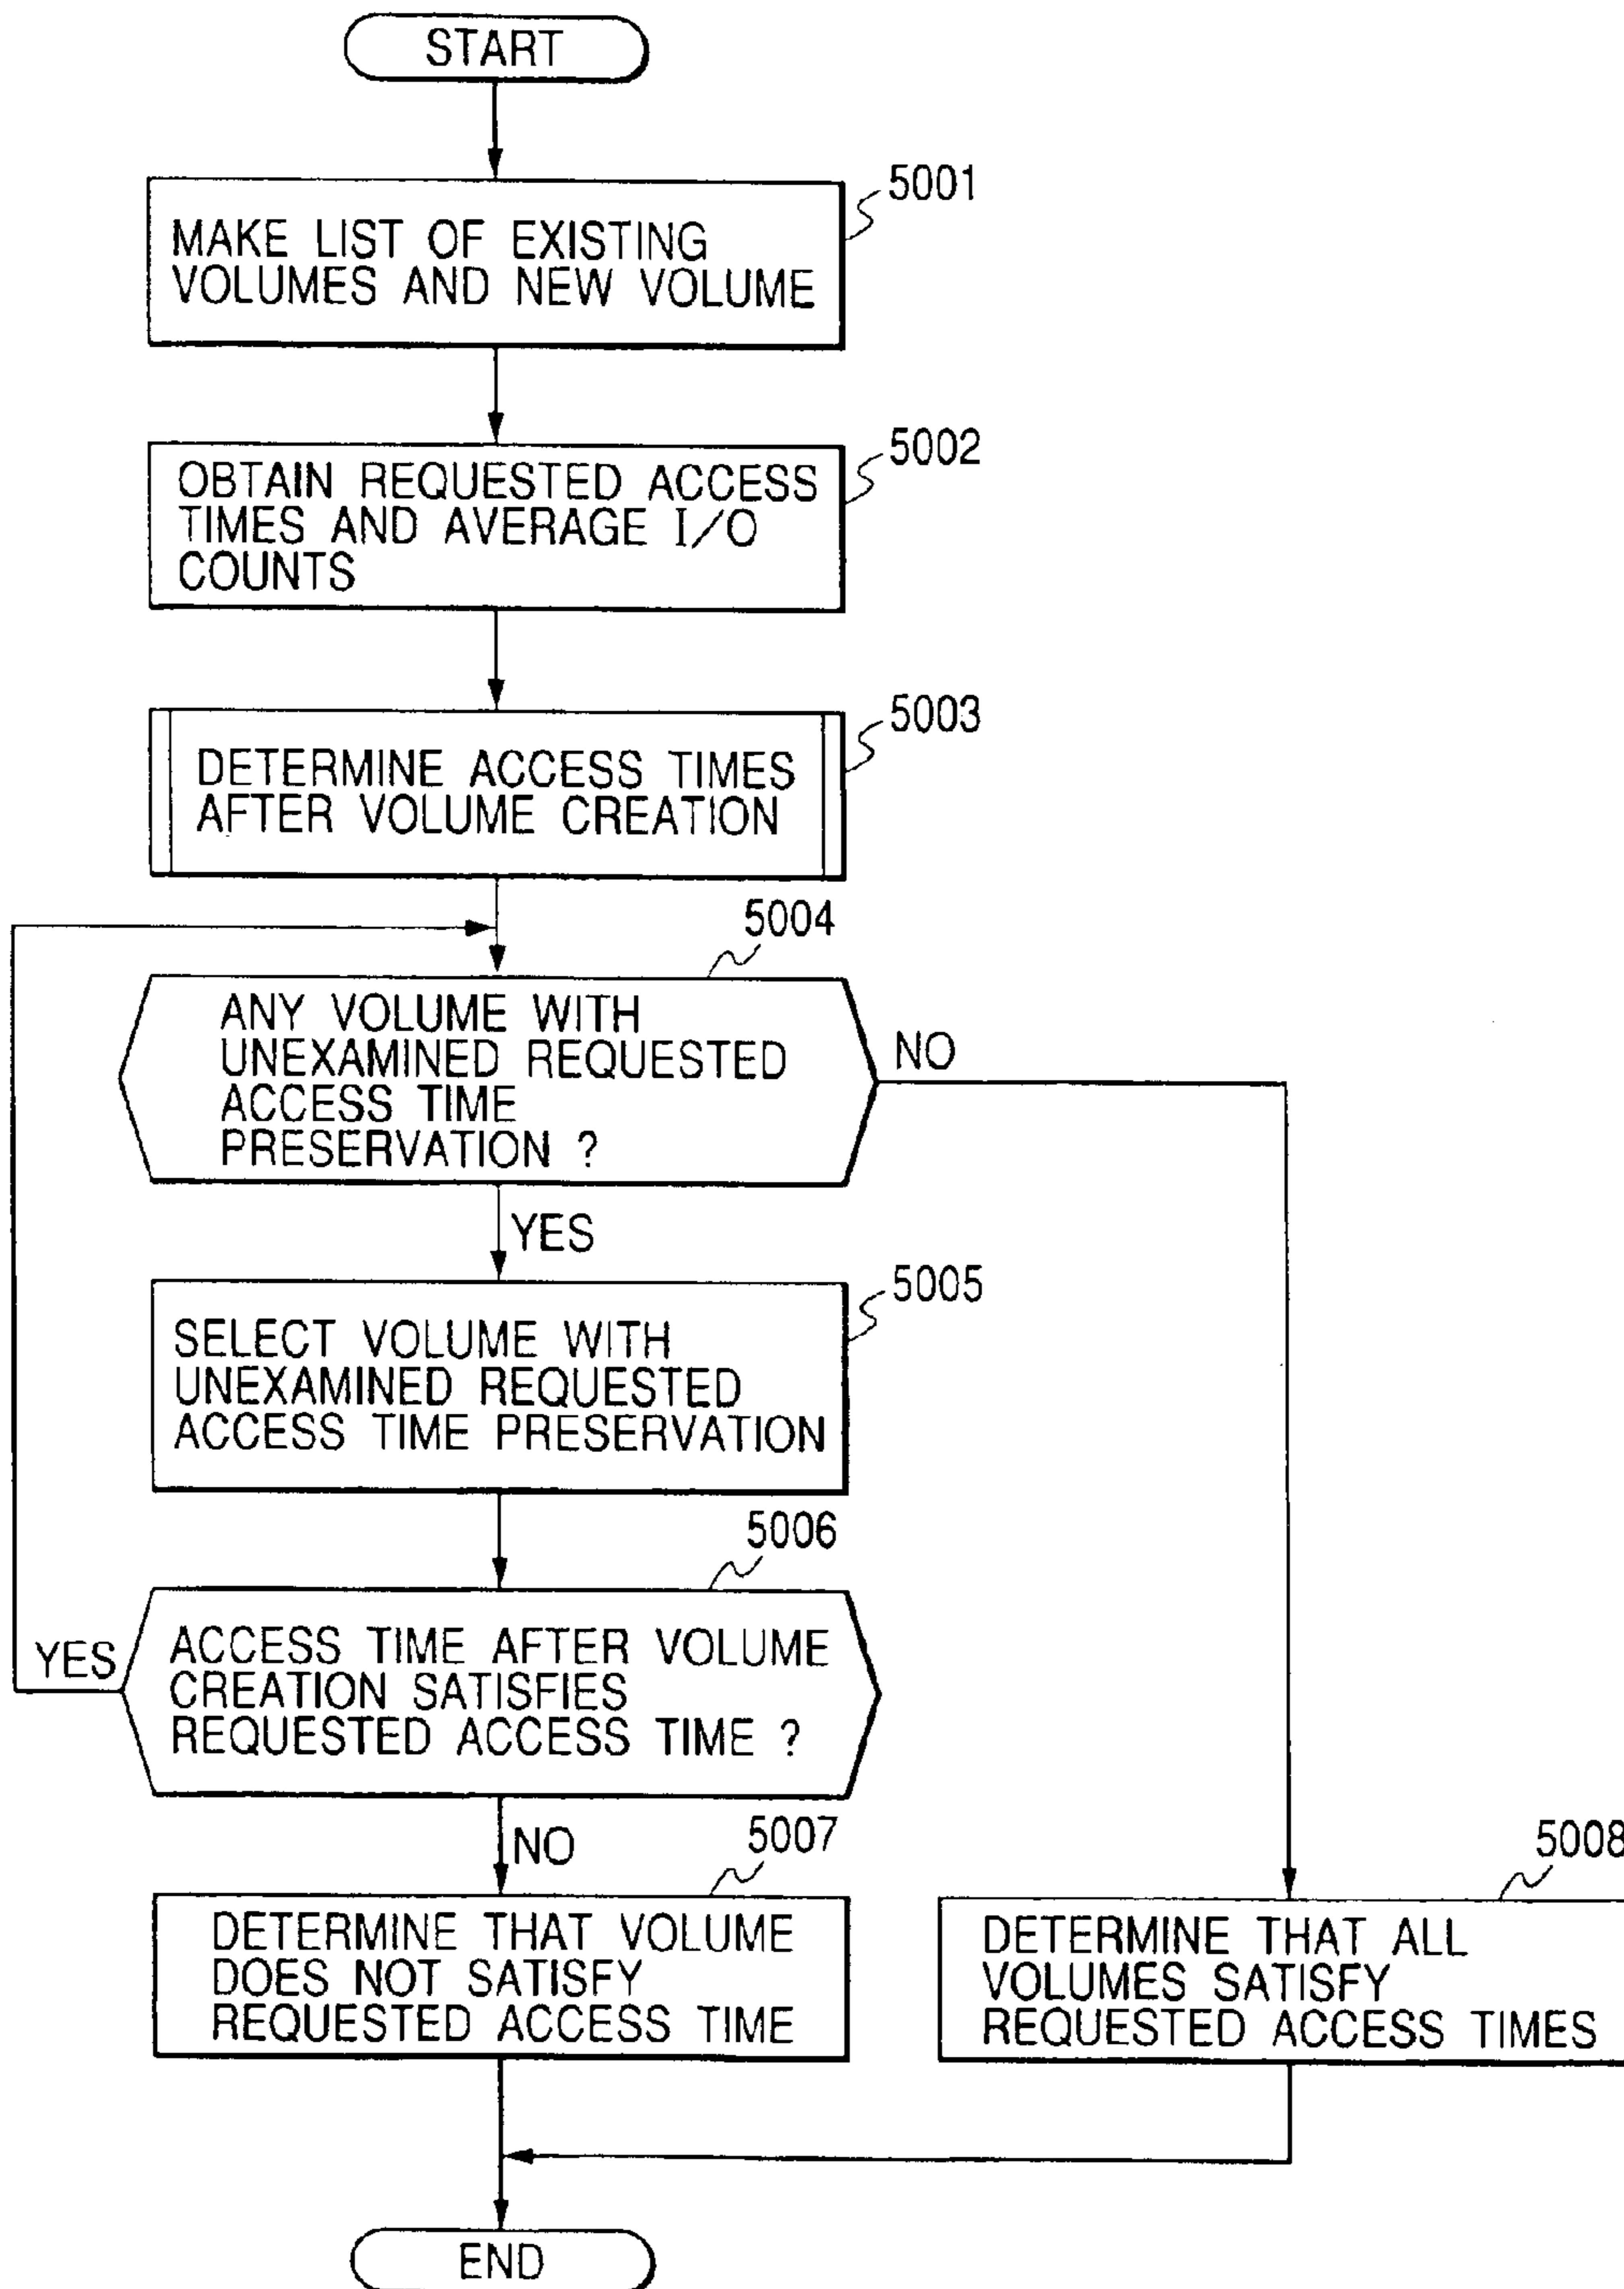 START
5001
MAKE LIST OF EXISTING
VOLUMES AND NEW VOLUME
5002
OBTAIN REQUESTED ACCESS
TIMES AND AVERAGE I/O
COUNTS
5003
DETERMINE ACCESS TIMES
AFTER VOLUME CREATION
5004
ANY VOLUME WITH
UNEXAMINED REQUESTED
ACCESS TIME
PRESERVATION ?
NO
YES
5005
SELECT VOLUME WITH
UNEXAMINED REQUESTED
ACCESS TIME PRESERVATION
5006
ACCESS TIME AFTER VOLUME
CREATION SATISFIES
REQUESTED ACCESS TIME ?
YES
NO
5007
DETERMINE THAT VOLUME
DOES NOT SATISFY
REQUESTED ACCESS TIME
5008
DETERMINE THAT ALL
VOLUMES SATISFY
REQUESTED ACCESS TIMES
END